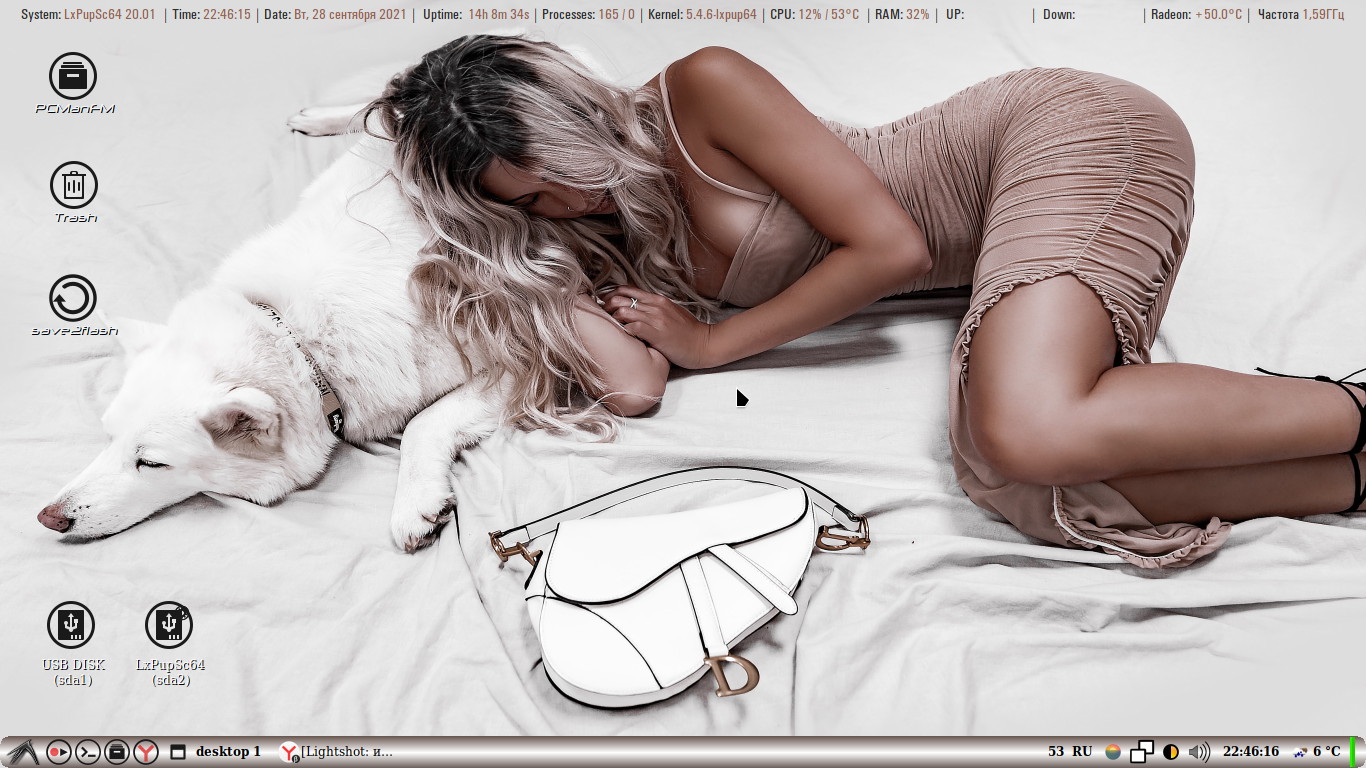 System: LxPupSc64 20.01 | Time: 22:46:15 | Date: Вт, 28 сентября 2021 | Uptime: 14h 8m 34s | Processes: 165 / 0 | Kernel: 5.4.6-lxpup64 | CPU: 12% / 53°C | RAM: 32% | UP: | Down: | Radeon: +50.0°C | Частота 1,59ГГц
PCManFM
Trash
save2flash
D
USB DISK
(sda1)
LxPupSc64
(sda2)
desktop 1
[Lightshot: и...
53 RU
22:46:16
6 °C